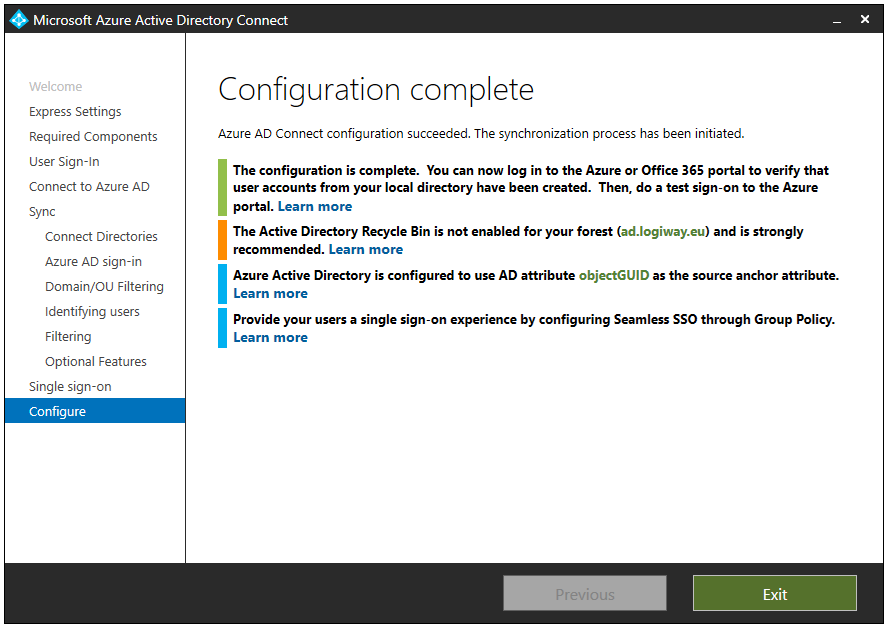 Microsoft Azure Active Directory Connect
Welcome
Express Settings
Required Components
User Sign-In
Connect to Azure AD
Sync
Connect Directories
Azure AD sign-in
Domain/OU Filtering
Identifying users
Filtering
Optional Features
Single sign-on
Configure
Configuration complete
Azure AD Connect configuration succeeded. The synchronization process has been initiated.
The configuration is complete.  You can now log in to the Azure or Office 365 portal to verify that
user accounts from your local directory have been created.  Then, do a test sign-on to the Azure
portal. Learn more
The Active Directory Recycle Bin is not enabled for your forest (ad.logiway.eu) and is strongly
recommended. Learn more
Azure Active Directory is configured to use AD attribute objectGUID as the source anchor attribute.
Learn more
Provide your users a single sign-on experience by configuring Seamless SSO through Group Policy.
Learn more
Previous
Exit